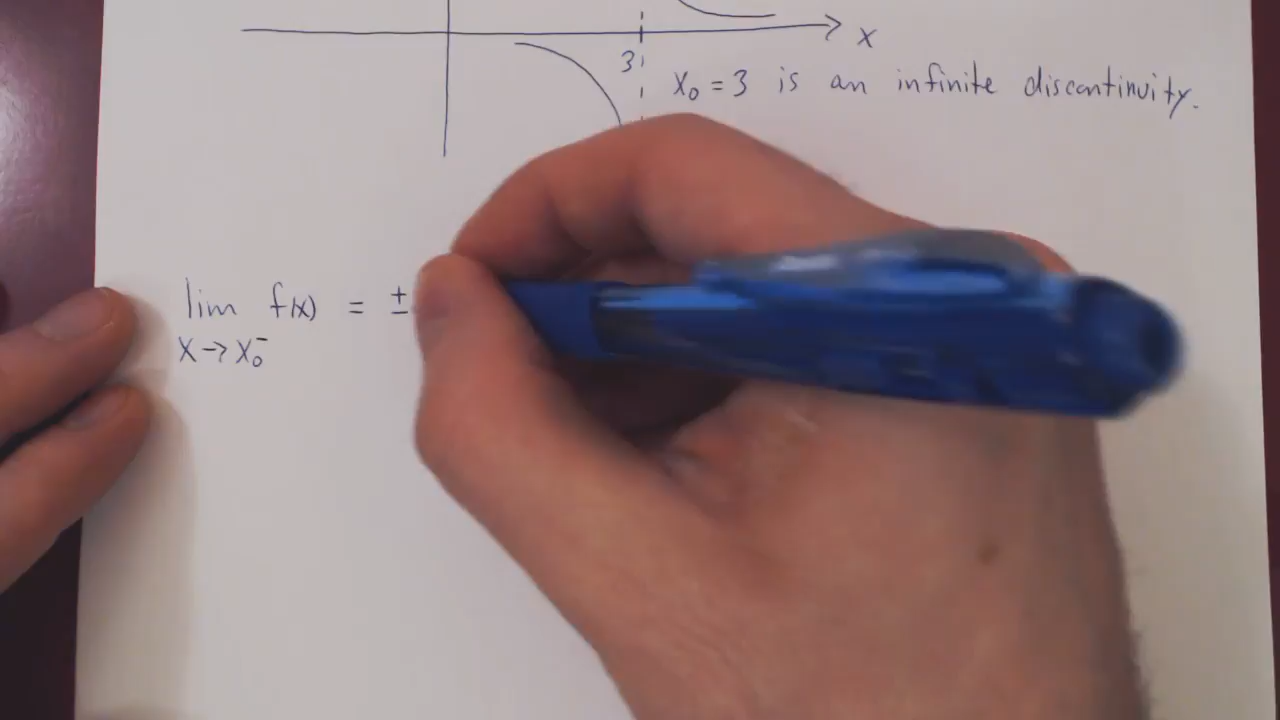 x
3
x₀ = 3 is an infinite discontinuity.
lim f(x) = ±
x→x₀⁻